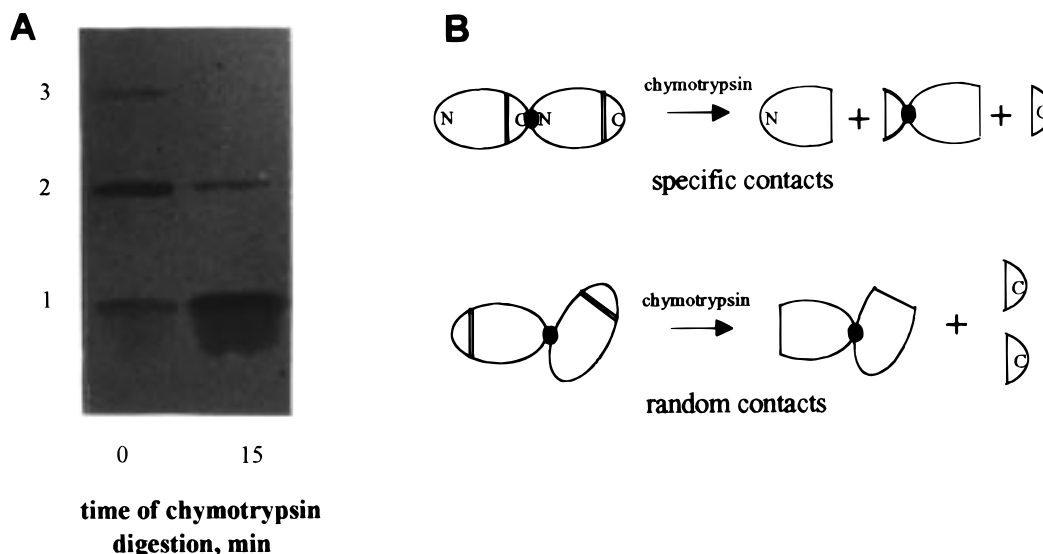 A
3
2
1
0 15
time of chymotrypsin
digestion, min
B
N C N C
chymotrypsin
N + + C
specific contacts
chymotrypsin
+
C
C
random contacts